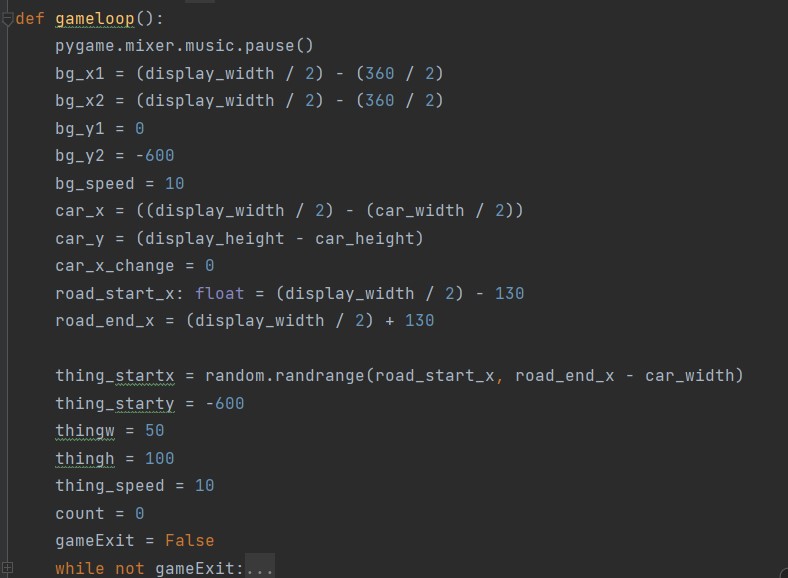 def gameloop():
    pygame.mixer.music.pause()
    bg_x1 = (display_width / 2) - (360 / 2)
    bg_x2 = (display_width / 2) - (360 / 2)
    bg_y1 = 0
    bg_y2 = -600
    bg_speed = 10
    car_x = ((display_width / 2) - (car_width / 2))
    car_y = (display_height - car_height)
    car_x_change = 0
    road_start_x: float = (display_width / 2) - 130
    road_end_x = (display_width / 2) + 130

    thing_startx = random.randrange(road_start_x, road_end_x - car_width)
    thing_starty = -600
    thingw = 50
    thingh = 100
    thing_speed = 10
    count = 0
    gameExit = False
    while not gameExit:...